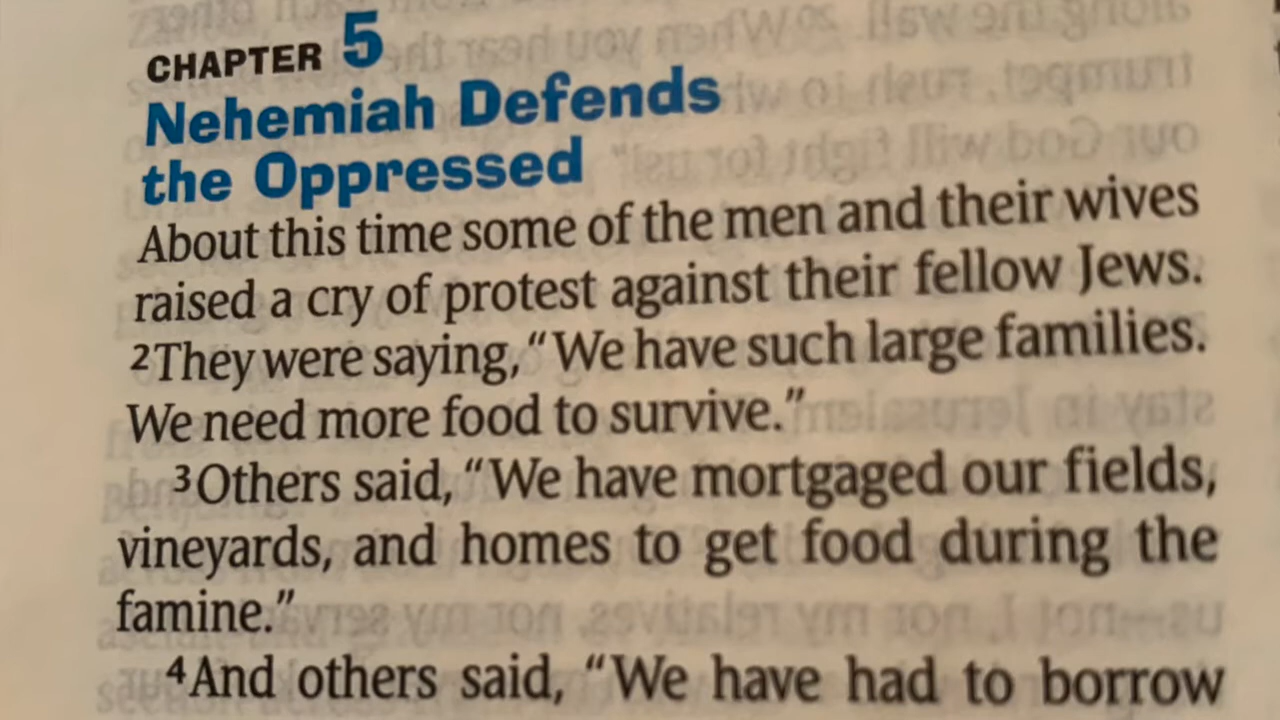 CHAPTER 5
Nehemiah Defends
the Oppressed
About this time some of the men and their wives
raised a cry of protest against their fellow Jews.
2They were saying, “We have such large families.
We need more food to survive.”
3Others said, “We have mortgaged our fields,
vineyards, and homes to get food during the
famine.”
4And others said, “We have had to borrow